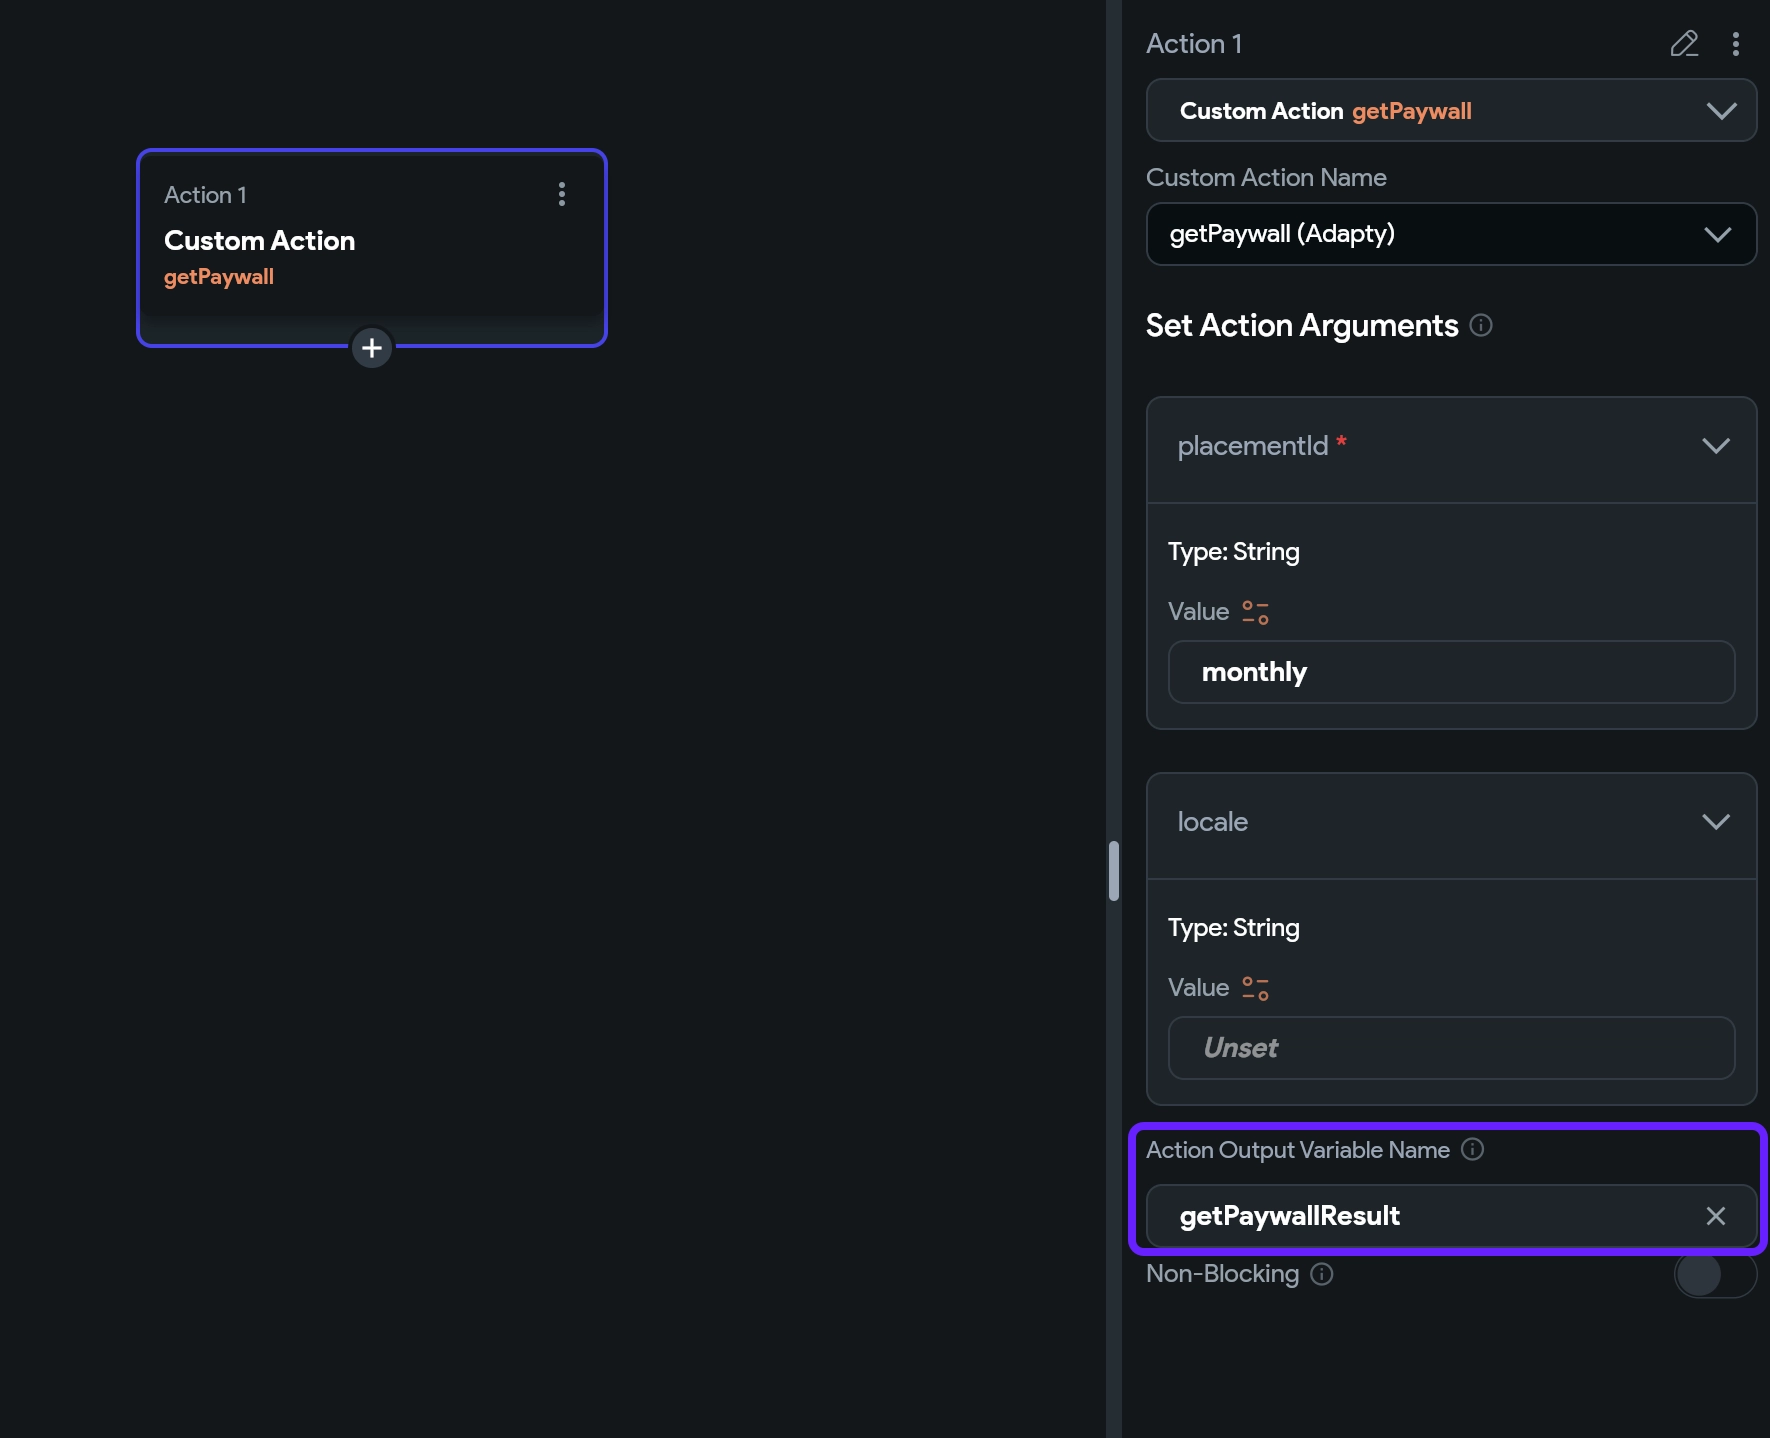 Action 1
Custom Action
getPaywall
Action 1
Custom Action getPaywall
Custom Action Name
getPaywall (Adapty)
Set Action Arguments
placementId *
Type: String
Value
monthly
locale
Type: String
Value
Unset
Action Output Variable Name
getPaywallResult
Non-Blocking